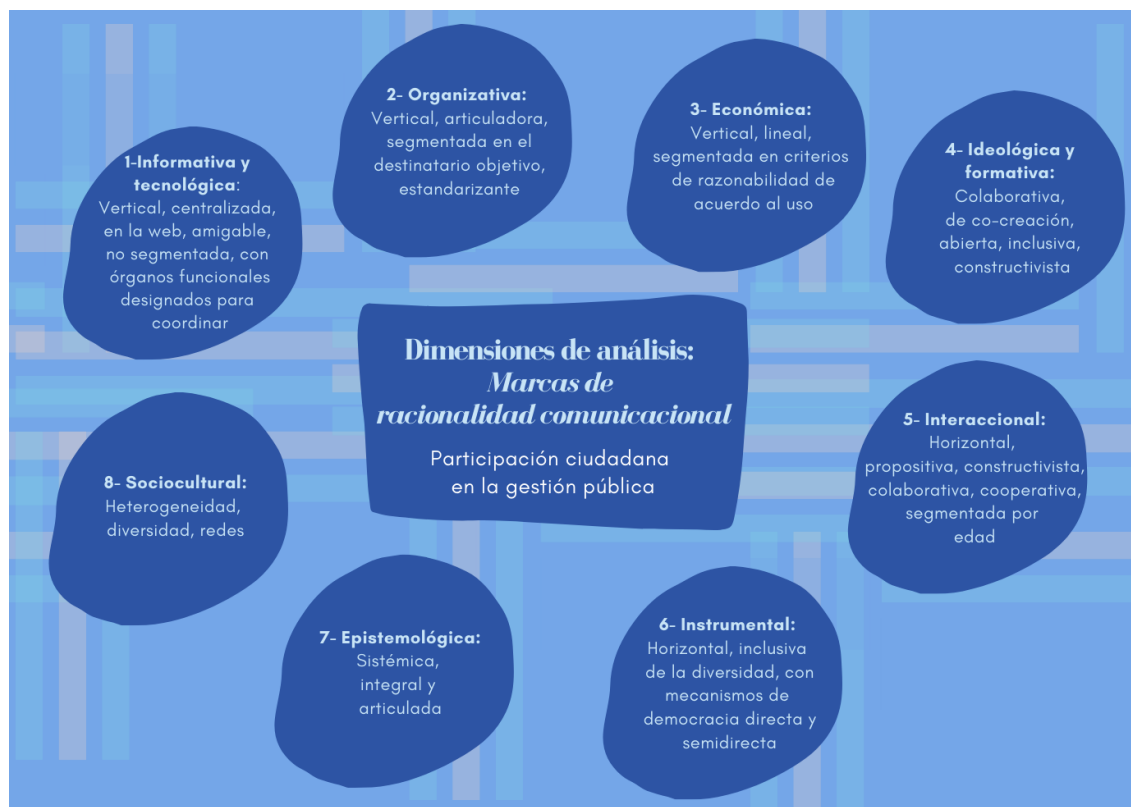 Dimensiones de análisis:
Marcas de
racionalidad comunicacional
Participación ciudadana
en la gestión pública
1-Informativa y
tecnológica:
Vertical, centralizada,
en la web, amigable,
no segmentada, con
órganos funcionales
designados para
coordinar
2- Organizativa:
Vertical, articuladora,
segmentada en el
destinatario objetivo,
estandarizante
3- Económica:
Vertical, lineal,
segmentada en criterios
de razonabilidad de
acuerdo al uso
4- Ideológica y
formativa:
Colaborativa,
de co-creación,
abierta, inclusiva,
constructivista
5- Interaccional:
Horizontal,
propositiva, constructivista,
colaborativa, cooperativa,
segmentada por
edad
6- Instrumental:
Horizontal, inclusiva
de la diversidad, con
mecanismos de
democracia directa y
semidirecta
7- Epistemológica:
Sistémica,
integral y
articulada
8- Sociocultural:
Heterogeneidad,
diversidad, redes